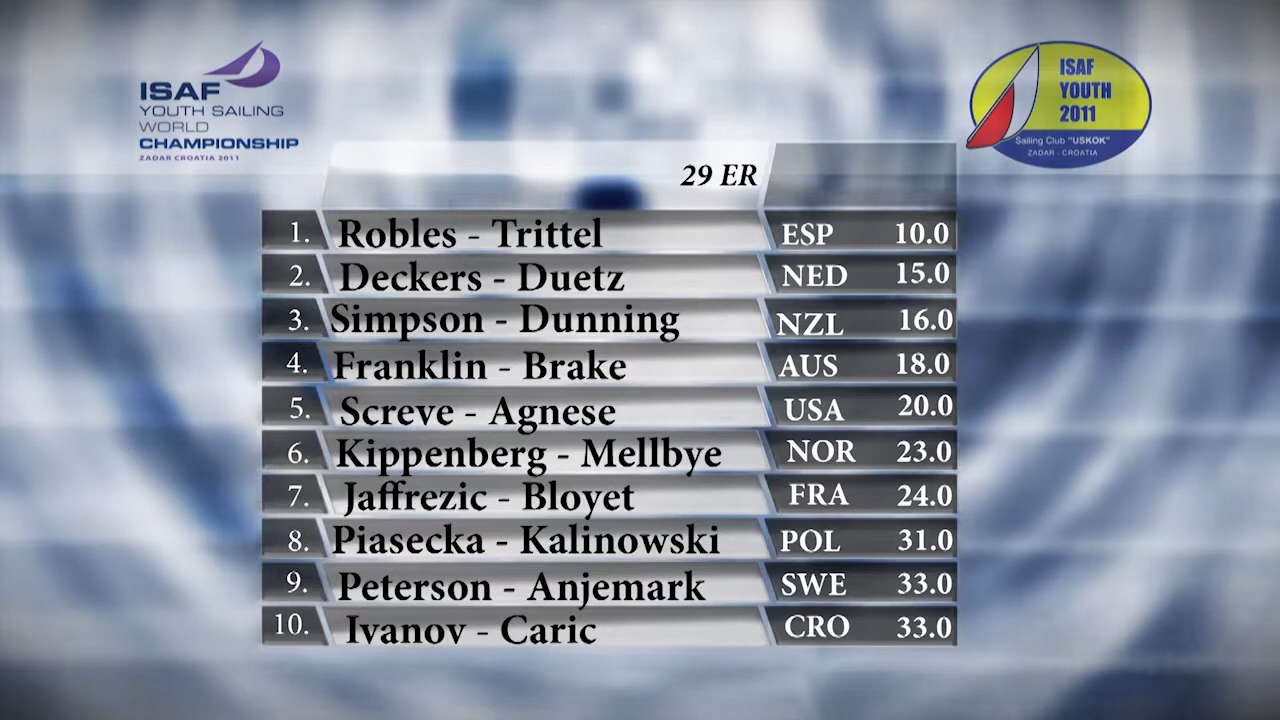 ISAF
YOUTH SAILING
WORLD
CHAMPIONSHIP
ZADAR CROATIA 2011
ISAF
YOUTH
2011
Sailing Club "USKOK"
ZADAR - CROATIA
29 ER
1. Robles - Trittel ESP 10.0
2. Deckers - Duetz NED 15.0
3. Simpson - Dunning NZL 16.0
4. Franklin - Brake AUS 18.0
5. Screve - Agnese USA 20.0
6. Kippenberg - Mellbye NOR 23.0
7. Jaffrezic - Bloyet FRA 24.0
8. Piasecka - Kalinowski POL 31.0
9. Peterson - Anjemark SWE 33.0
10. Ivanov - Caric CRO 33.0